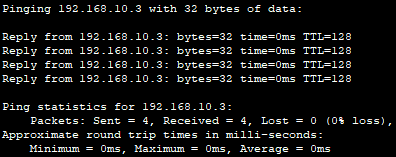 Pinging 192.168.10.3 with 32 bytes of data:
Reply from 192.168.10.3: bytes=32 time=0ms TTL=128
Reply from 192.168.10.3: bytes=32 time=0ms TTL=128
Reply from 192.168.10.3: bytes=32 time=0ms TTL=128
Reply from 192.168.10.3: bytes=32 time=0ms TTL=128
Ping statistics for 192.168.10.3:
Packets: Sent = 4, Received = 4, Lost = 0 (0% loss),
Approximate round trip times in milli-seconds:
Minimum = 0ms, Maximum = 0ms, Average = 0ms